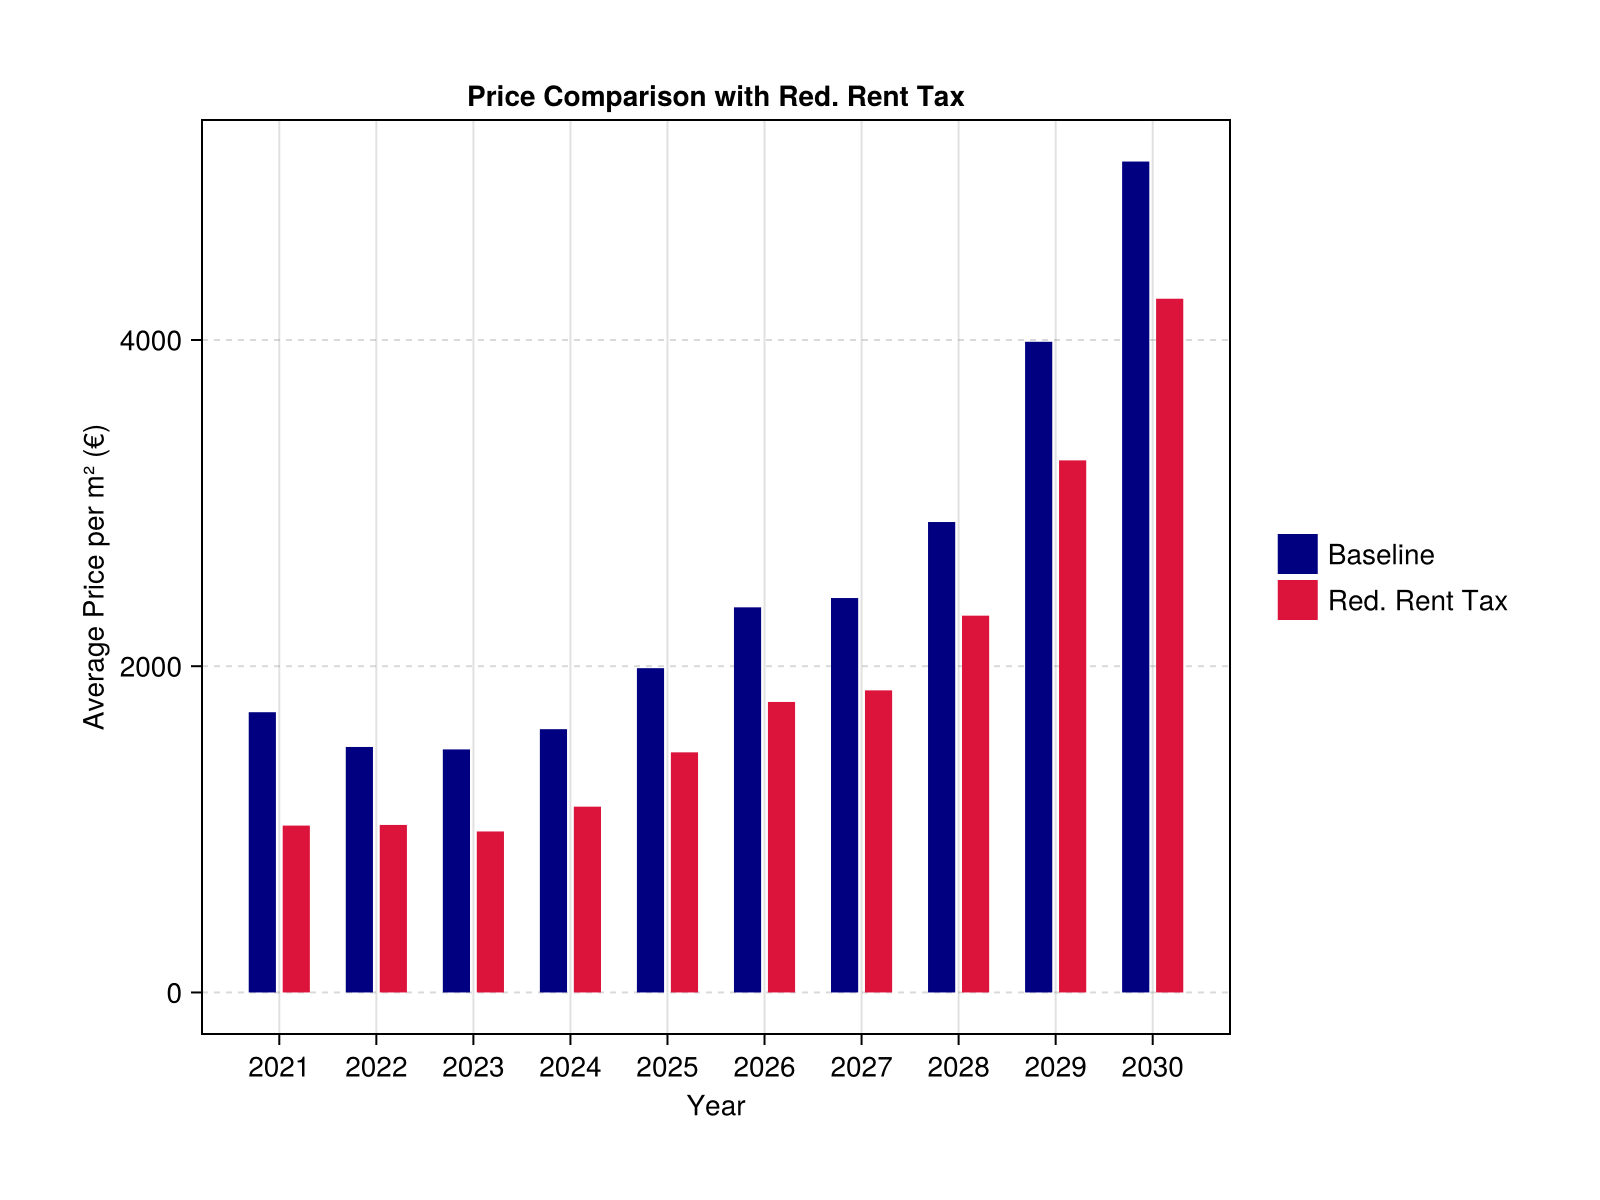 Price Comparison with Red. Rent Tax
Average Price per m² (€)
4000
2000
0
2021 2022 2023 2024 2025 2026 2027 2028 2029 2030
Year
Baseline
Red. Rent Tax